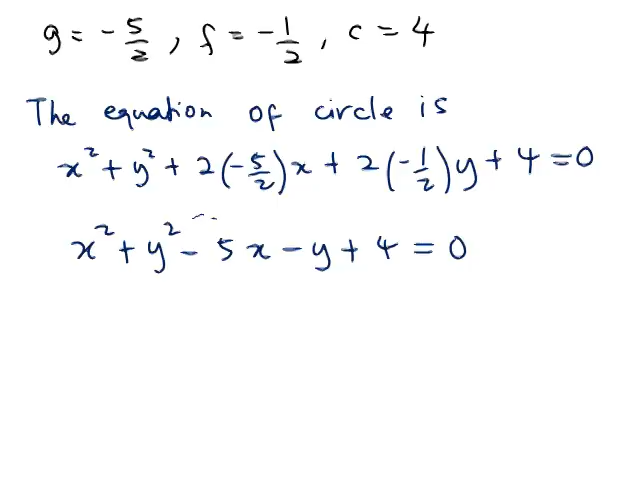 g = -5/2 , f = -1/2 , c = 4
The equation of circle is
x² + y² + 2(-5/2)x + 2(-1/2)y + 4 = 0
x² + y² - 5x - y + 4 = 0